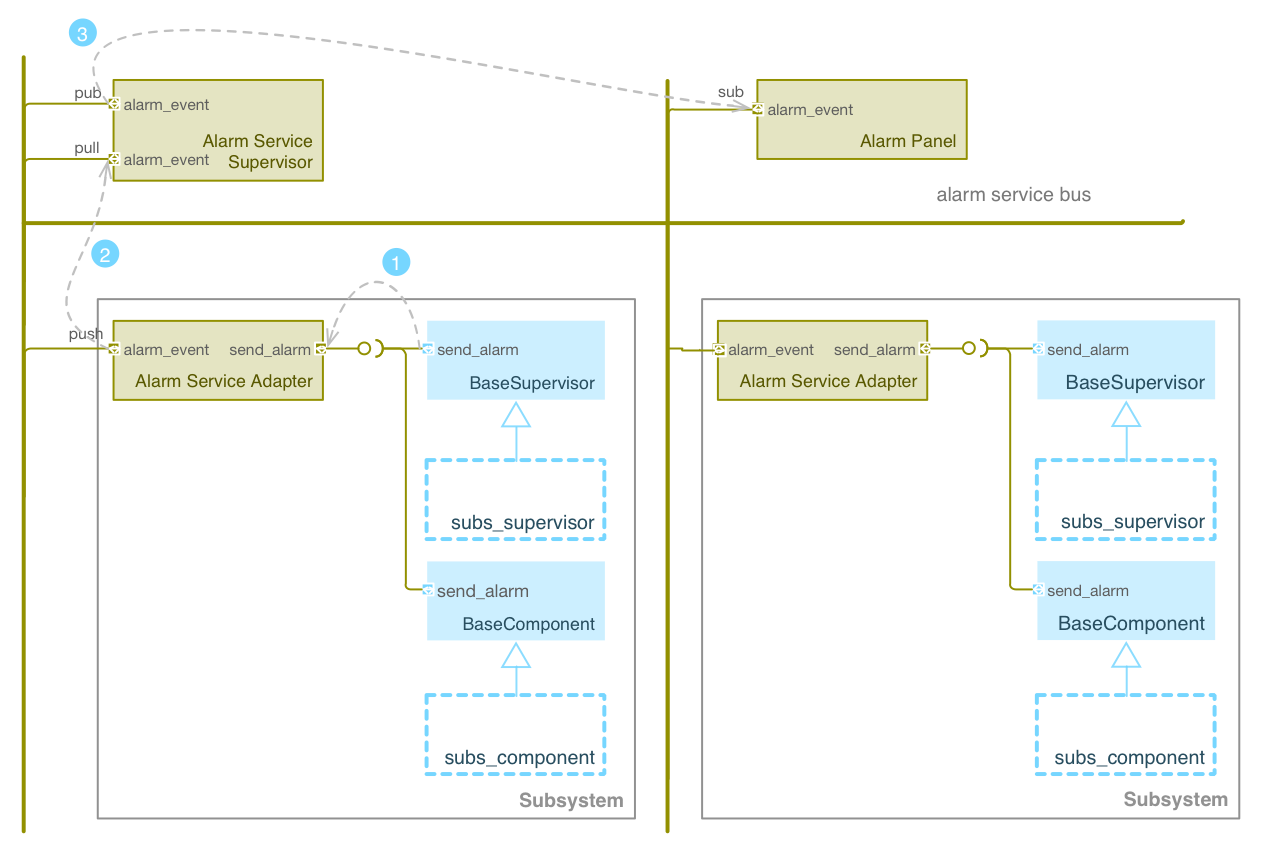 3
pub
alarm_event
Alarm Service
Supervisor
pull
alarm_event
sub
alarm_event
Alarm Panel
alarm service bus
2
1
push
alarm_event
send_alarm
Alarm Service Adapter
send_alarm
BaseSupervisor
subs_supervisor
send_alarm
BaseComponent
subs_component
Subsystem
alarm_event
send_alarm
Alarm Service Adapter
send_alarm
BaseSupervisor
subs_supervisor
send_alarm
BaseComponent
subs_component
Subsystem